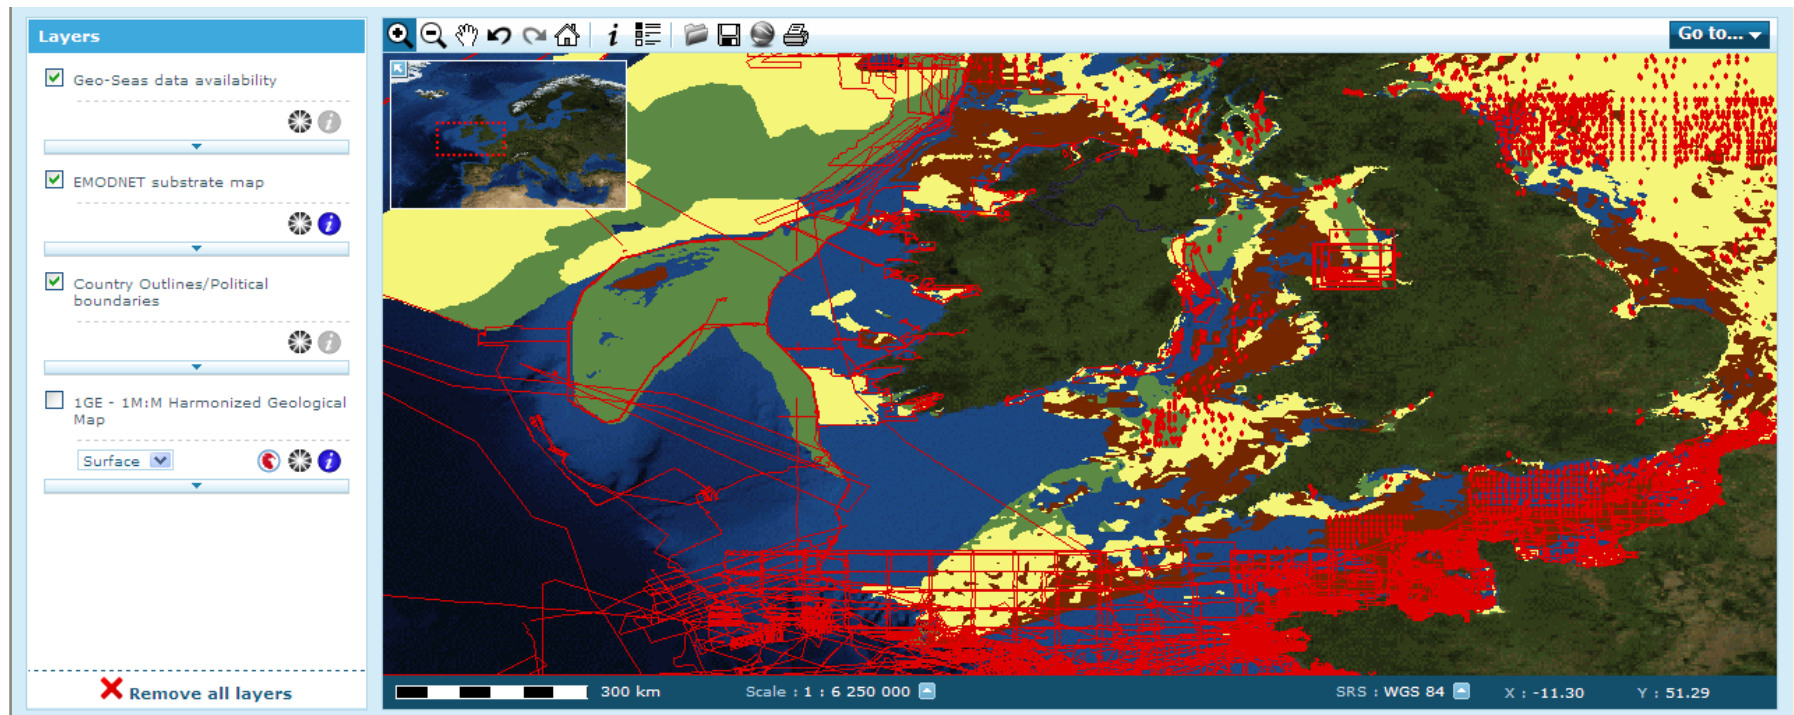 Layers
Geo-Seas data availability
EMODNET substrate map
Country Outlines/Political
boundaries
1GE - 1M:M Harmonized Geological
Map
Surface
Remove all layers
Go to...
300 km
Scale : 1 : 6 250 000
SRS : WGS 84
X : -11.30
Y : 51.29